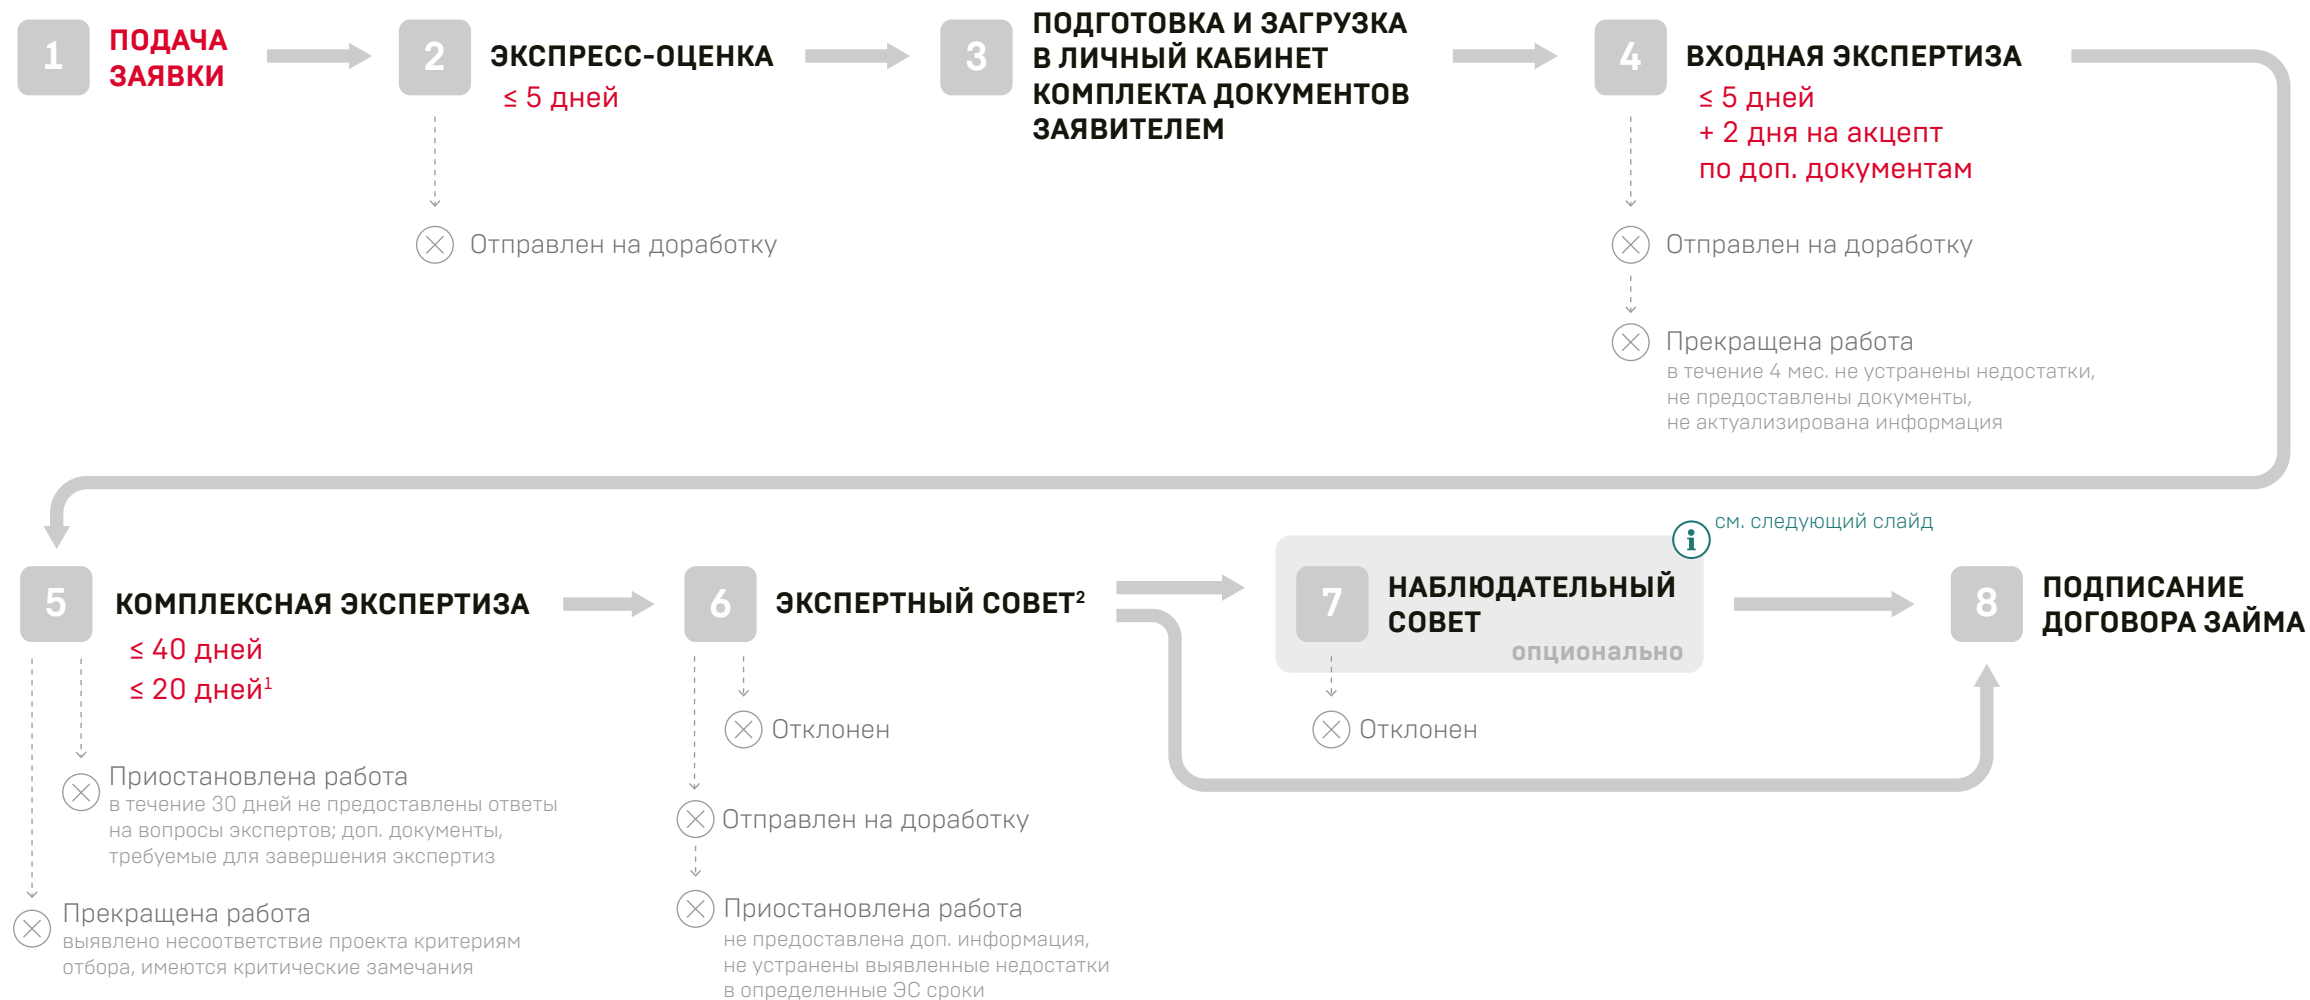 1
ПОДАЧА
ЗАЯВКИ
2
ЭКСПРЕСС-ОЦЕНКА
≤ 5 дней
Отправлен на доработку
3
ПОДГОТОВКА И ЗАГРУЗКА
В ЛИЧНЫЙ КАБИНЕТ
КОМПЛЕКТА ДОКУМЕНТОВ
ЗАЯВИТЕЛЕМ
4
ВХОДНАЯ ЭКСПЕРТИЗА
≤ 5 дней
+ 2 дня на акцепт
по доп. документам
Отправлен на доработку
Прекращена работа
в течение 4 мес. не устранены недостатки,
не предоставлены документы,
не актуализирована информация
5
КОМПЛЕКСНАЯ ЭКСПЕРТИЗА
≤ 40 дней
≤ 20 дней¹
Приостановлена работа
в течение 30 дней не предоставлены ответы
на вопросы экспертов; доп. документы,
требуемые для завершения экспертиз
Прекращена работа
выявлено несоответствие проекта критериям
отбора, имеются критические замечания
6
ЭКСПЕРТНЫЙ СОВЕТ²
Отклонен
Отправлен на доработку
Приостановлена работа
не предоставлена доп. информация,
не устранены выявленные недостатки
в определенные ЭС сроки
i
см. следующий слайд
7
НАБЛЮДАТЕЛЬНЫЙ
СОВЕТ
опционально
Отклонен
8
ПОДПИСАНИЕ
ДОГОВОРА ЗАЙМА